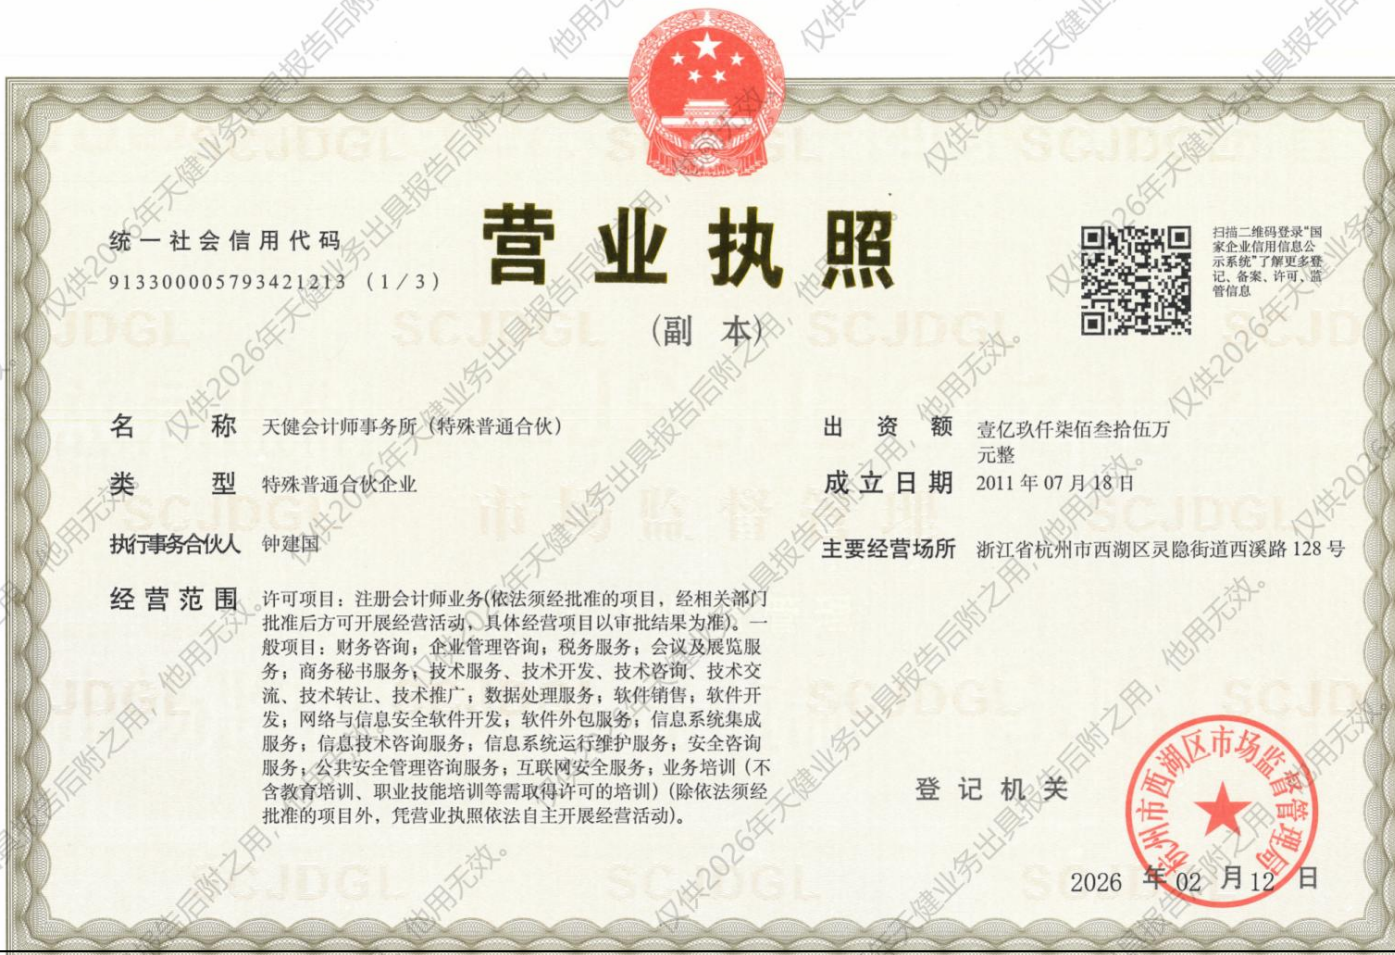 营业执照
(副 本)
统一社会信用代码
913300005793421213 (1/3)
扫描二维码登录“国
家企业信用信息公
示系统”了解更多登
记、备案、许可、监
管信息
名 称 天健会计师事务所（特殊普通合伙）
类 型 特殊普通合伙企业
执行事务合伙人 钟建国
经营范围 许可项目：注册会计师业务(依法须经批准的项目，经相关部门
批准后方可开展经营活动，具体经营项目以审批结果为准)。一
般项目：财务咨询；企业管理咨询；税务服务；会议及展览服
务；商务秘书服务；技术服务、技术开发、技术咨询、技术交
流、技术转让、技术推广；数据处理服务；软件销售；软件开
发；网络与信息安全软件开发；软件外包服务；信息系统集成
服务；信息技术咨询服务；信息系统运行维护服务；安全咨询
服务；公共安全管理咨询服务；互联网安全服务；业务培训（不
含教育培训、职业技能培训等需取得许可的培训）(除依法须经
批准的项目外，凭营业执照依法自主开展经营活动)。
出 资 额 壹亿玖仟柒佰叁拾伍万
元整
成立日期 2011 年 07 月 18 日
主要经营场所 浙江省杭州市西湖区灵隐街道西溪路 128 号
登记机关
杭州市西湖区市场监督管理局
2026 年 02 月 12 日
仅供2026年天健业务出具报告后附之用，他用无效。
SCJDGL
市场监督管理